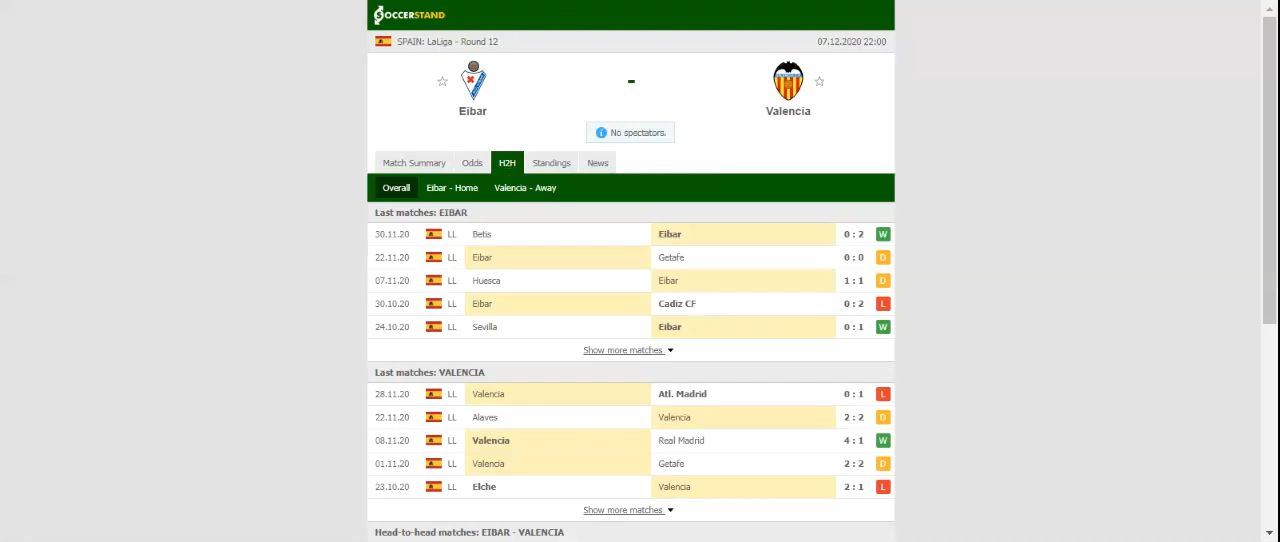 SOCCERSTAND
SPAIN: LaLiga - Round 12 07.12.2020 22:00
-
Eibar Valencia
No spectators.
Match Summary Odds H2H Standings News
Overall Eibar - Home Valencia - Away
Last matches: EIBAR
30.11.20 LL Betis Eibar 0 : 2 W
22.11.20 LL Eibar Getafe 0 : 0 D
07.11.20 LL Huesca Eibar 1 : 1 D
30.10.20 LL Eibar Cadiz CF 0 : 2 L
24.10.20 LL Sevilla Eibar 0 : 1 W
Show more matches
Last matches: VALENCIA
28.11.20 LL Valencia Atl. Madrid 0 : 1 L
22.11.20 LL Alaves Valencia 2 : 2 D
08.11.20 LL Valencia Real Madrid 4 : 1 W
01.11.20 LL Valencia Getafe 2 : 2 D
23.10.20 LL Elche Valencia 2 : 1 L
Show more matches
Head-to-head matches: EIBAR - VALENCIA